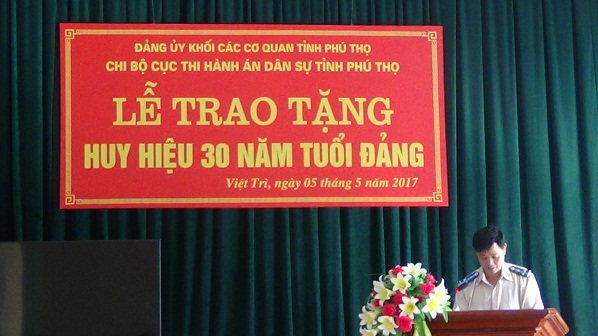 ĐẢNG ỦY KHỐI CÁC CƠ QUAN TỈNH PHÚ THỌ
CHI BỘ CỤC THI HÀNH ÁN DÂN SỰ TỈNH PHÚ THỌ
LỄ TRAO TẶNG
HUY HIỆU 30 NĂM TUỔI ĐẢNG
Việt Trì, ngày 05 tháng 5 năm 2017